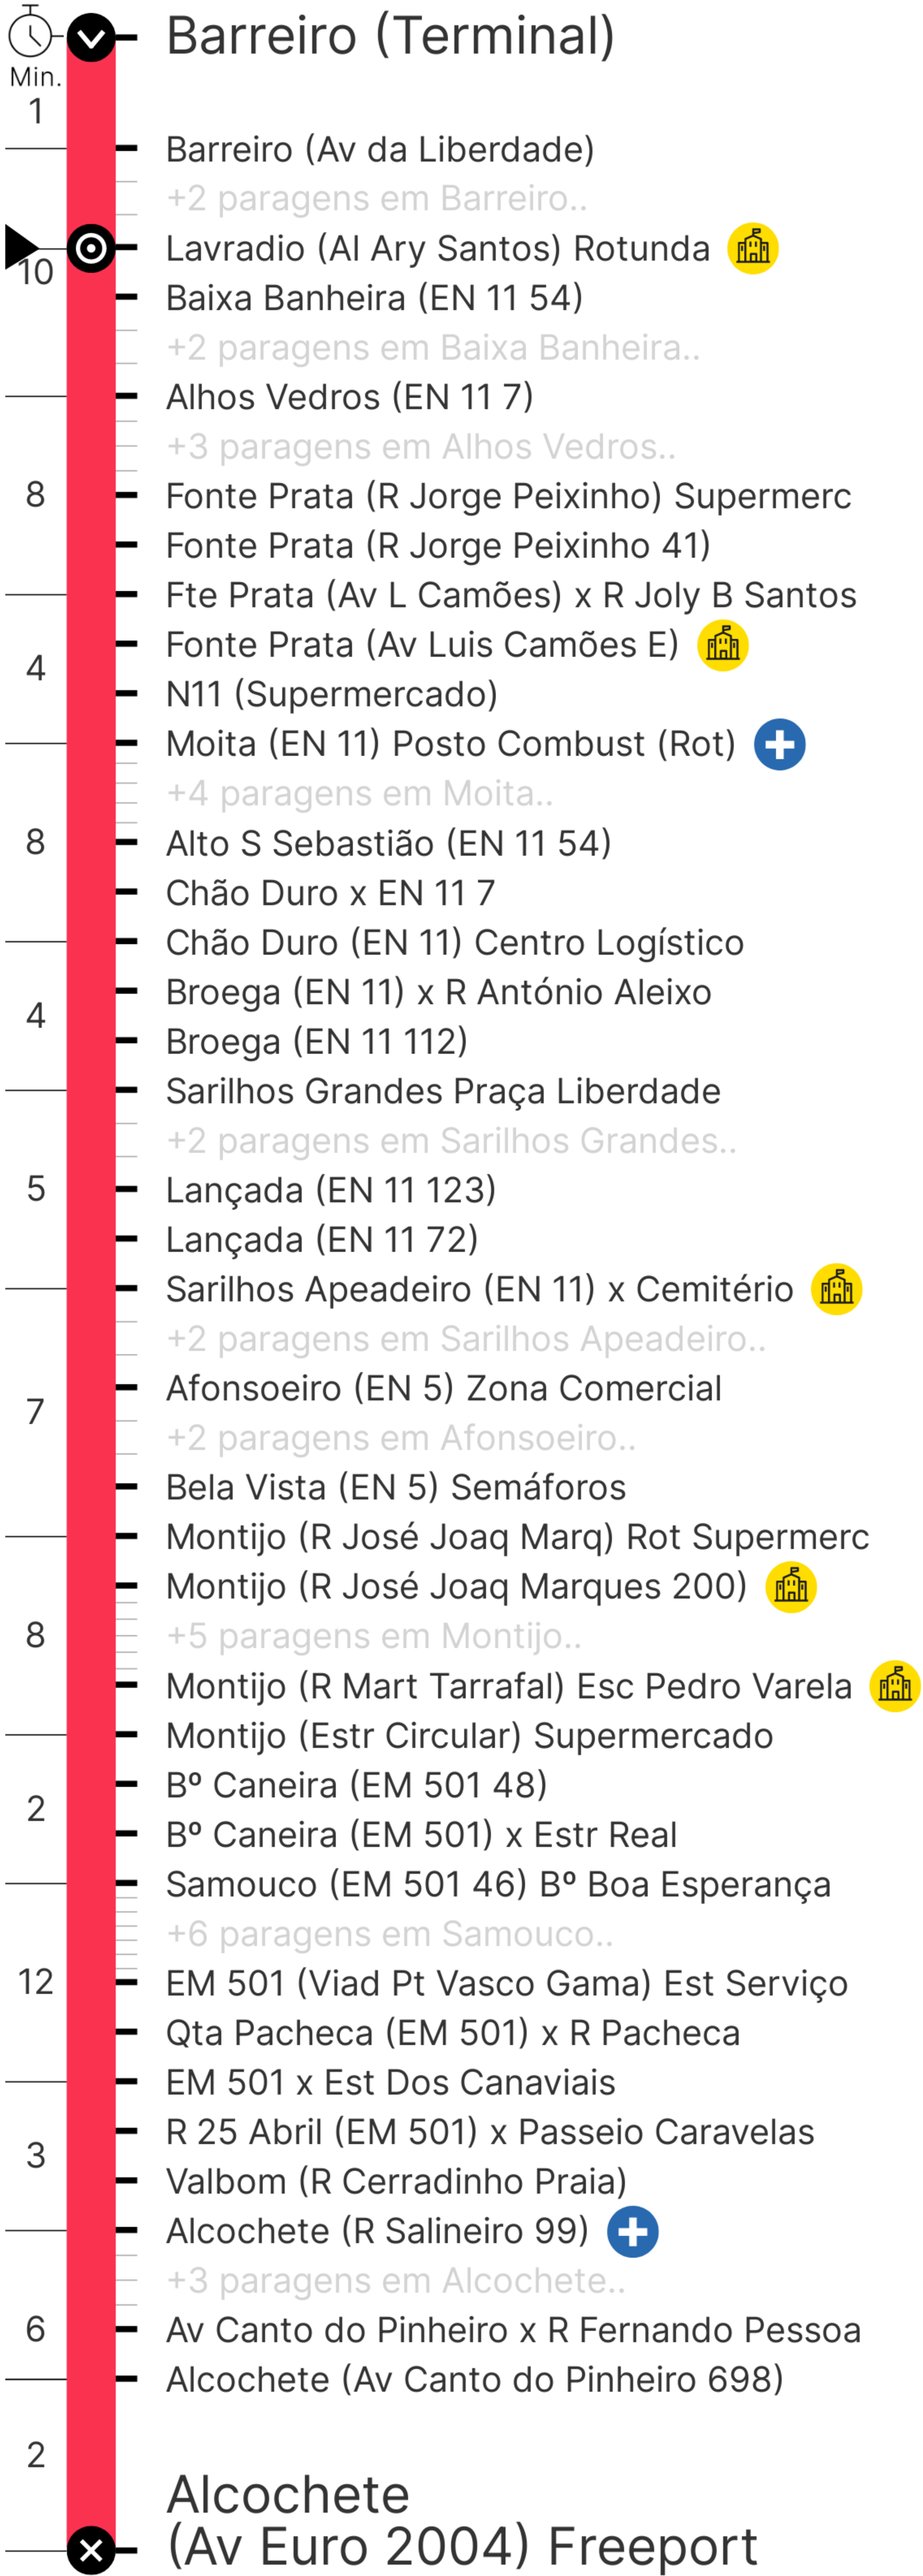 Barreiro (Terminal)
Min.
1
Barreiro (Av da Liberdade)
+2 paragens em Barreiro..
Lavradio (Al Ary Santos) Rotunda
10
Baixa Banheira (EN 11 54)
+2 paragens em Baixa Banheira..
Alhos Vedros (EN 11 7)
+3 paragens em Alhos Vedros..
8
Fonte Prata (R Jorge Peixinho) Supermerc
Fonte Prata (R Jorge Peixinho 41)
Fte Prata (Av L Camões) x R Joly B Santos
Fonte Prata (Av Luis Camões E)
4
N11 (Supermercado)
Moita (EN 11) Posto Combust (Rot)
+4 paragens em Moita..
8
Alto S Sebastião (EN 11 54)
Chão Duro x EN 11 7
Chão Duro (EN 11) Centro Logístico
Broega (EN 11) x R António Aleixo
4
Broega (EN 11 112)
Sarilhos Grandes Praça Liberdade
+2 paragens em Sarilhos Grandes..
5
Lançada (EN 11 123)
Lançada (EN 11 72)
Sarilhos Apeadeiro (EN 11) x Cemitério
+2 paragens em Sarilhos Apeadeiro..
Afonsoeiro (EN 5) Zona Comercial
7
+2 paragens em Afonsoeiro..
Bela Vista (EN 5) Semáforos
Montijo (R José Joaq Marq) Rot Supermerc
Montijo (R José Joaq Marques 200)
8
+5 paragens em Montijo..
Montijo (R Mart Tarrafal) Esc Pedro Varela
Montijo (Estr Circular) Supermercado
Bº Caneira (EM 501 48)
2
Bº Caneira (EM 501) x Estr Real
Samouco (EM 501 46) Bº Boa Esperança
+6 paragens em Samouco..
12
EM 501 (Viad Pt Vasco Gama) Est Serviço
Qta Pacheca (EM 501) x R Pacheca
EM 501 x Est Dos Canaviais
R 25 Abril (EM 501) x Passeio Caravelas
3
Valbom (R Cerradinho Praia)
Alcochete (R Salineiro 99)
+3 paragens em Alcochete..
6
Av Canto do Pinheiro x R Fernando Pessoa
Alcochete (Av Canto do Pinheiro 698)
2
Alcochete
(Av Euro 2004) Freeport